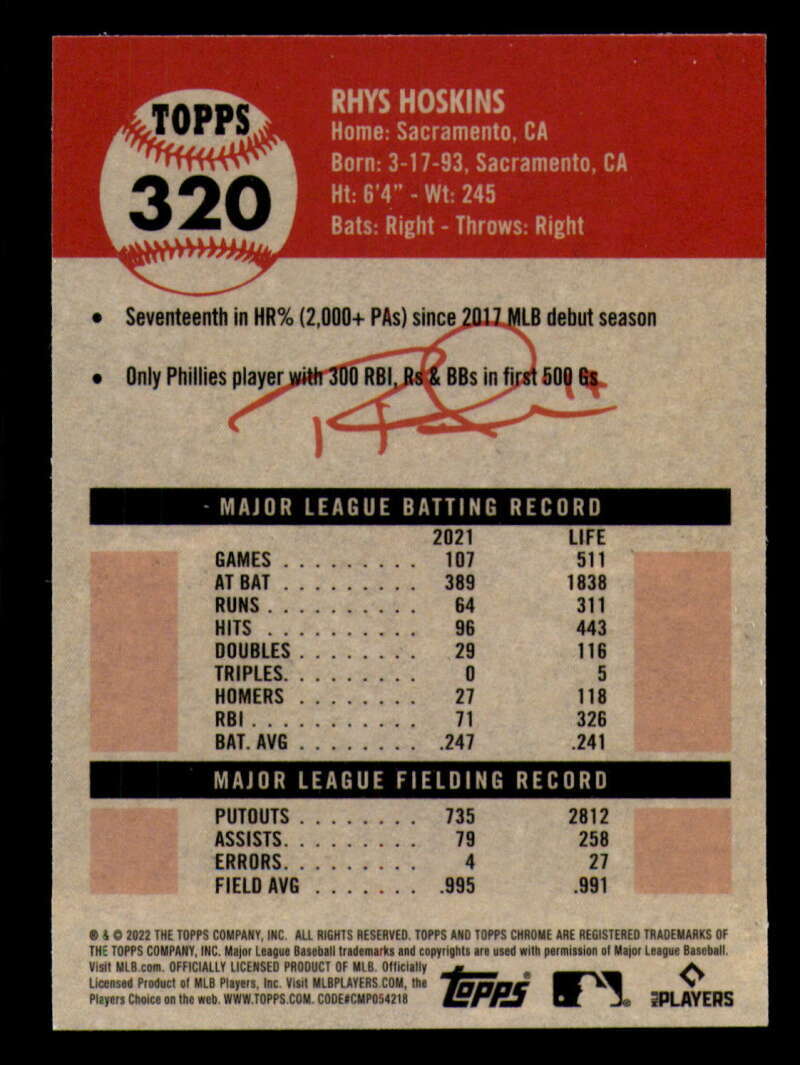 TOPPS
320
RHYS HOSKINS
Home: Sacramento, CA
Born: 3-17-93, Sacramento, CA
Ht: 6'4" - Wt: 245
Bats: Right - Throws: Right
• Seventeenth in HR% (2,000+ PAs) since 2017 MLB debut season
• Only Phillies player with 300 RBI, Rs & BBs in first 500 Gs
- MAJOR LEAGUE BATTING RECORD
2021 LIFE
GAMES . . . . . . . . . 107 511
AT BAT . . . . . . . . . 389 1838
RUNS . . . . . . . . . . 64 311
HITS . . . . . . . . . . 96 443
DOUBLES . . . . . . . . 29 116
TRIPLES. . . . . . . . . 0 5
HOMERS . . . . . . . . 27 118
RBI . . . . . . . . . . . 71 326
BAT. AVG . . . . . . . . .247 .241
MAJOR LEAGUE FIELDING RECORD
PUTOUTS . . . . . . . . 735 2812
ASSISTS. . . . . . . . . 79 258
ERRORS. . . . . . . . . 4 27
FIELD AVG . . . . . . . .995 .991
® & © 2022 THE TOPPS COMPANY, INC. ALL RIGHTS RESERVED. TOPPS AND TOPPS CHROME ARE REGISTERED TRADEMARKS OF
THE TOPPS COMPANY, INC. Major League Baseball trademarks and copyrights are used with permission of Major League Baseball.
Visit MLB.com. OFFICIALLY LICENSED PRODUCT OF MLB. Officially
Licensed Product of MLB Players, Inc. Visit MLBPLAYERS.COM, the
Players Choice on the web. WWW.TOPPS.COM. CODE#CMP054218
Topps®
MLB PLAYERS